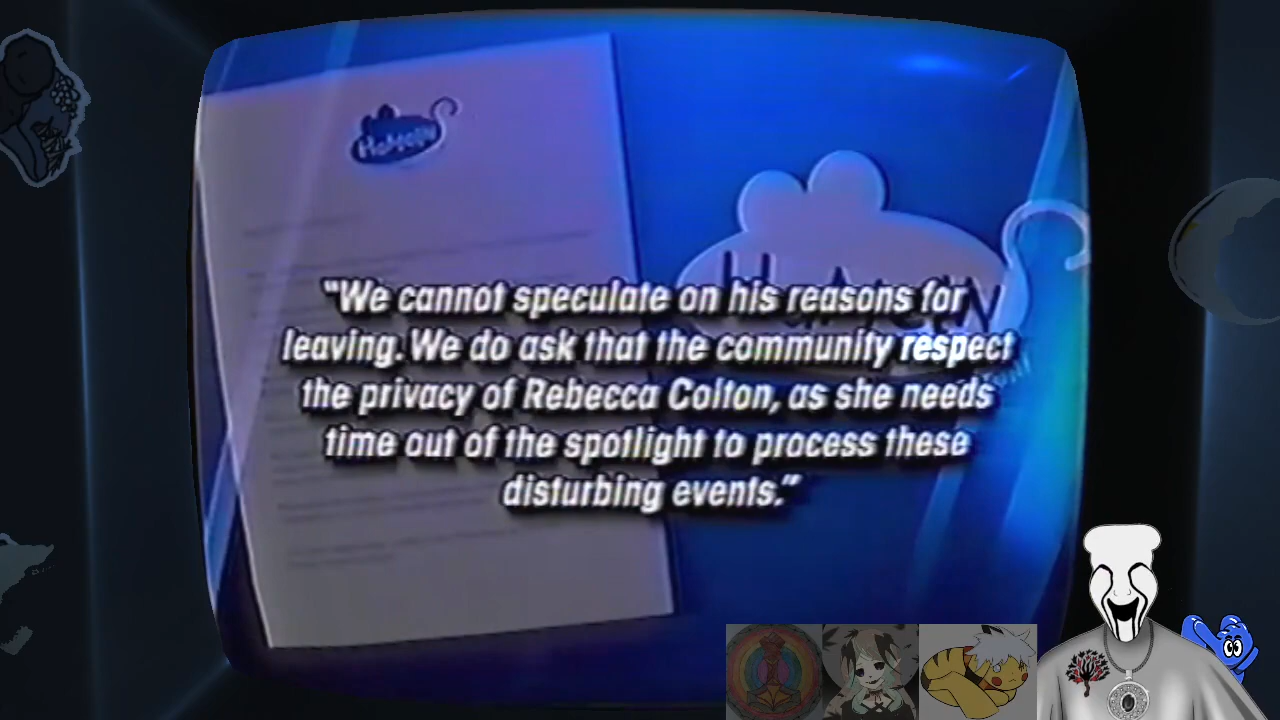 “We cannot speculate on his reasons for
leaving. We do ask that the community respect
the privacy of Rebecca Colton, as she needs
time out of the spotlight to process these
disturbing events.”